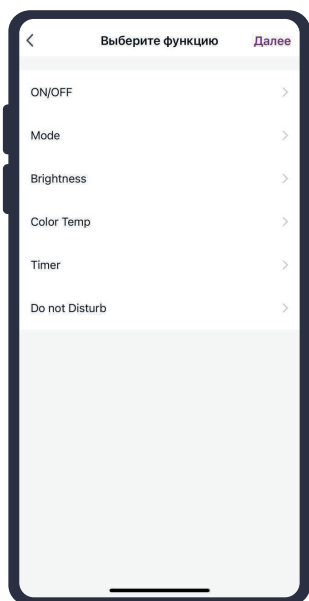 Выберите функцию Далее
ON/OFF
Mode
Brightness
Color Temp
Timer
Do not Disturb